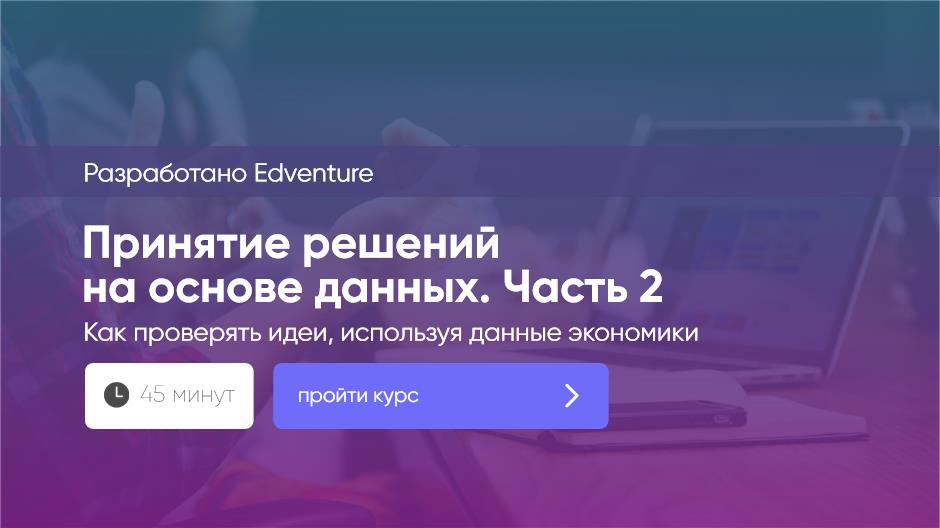 Разработано Edventure
Принятие решений
на основе данных. Часть 2
Как проверять идеи, используя данные экономики
45 минут
пройти курс